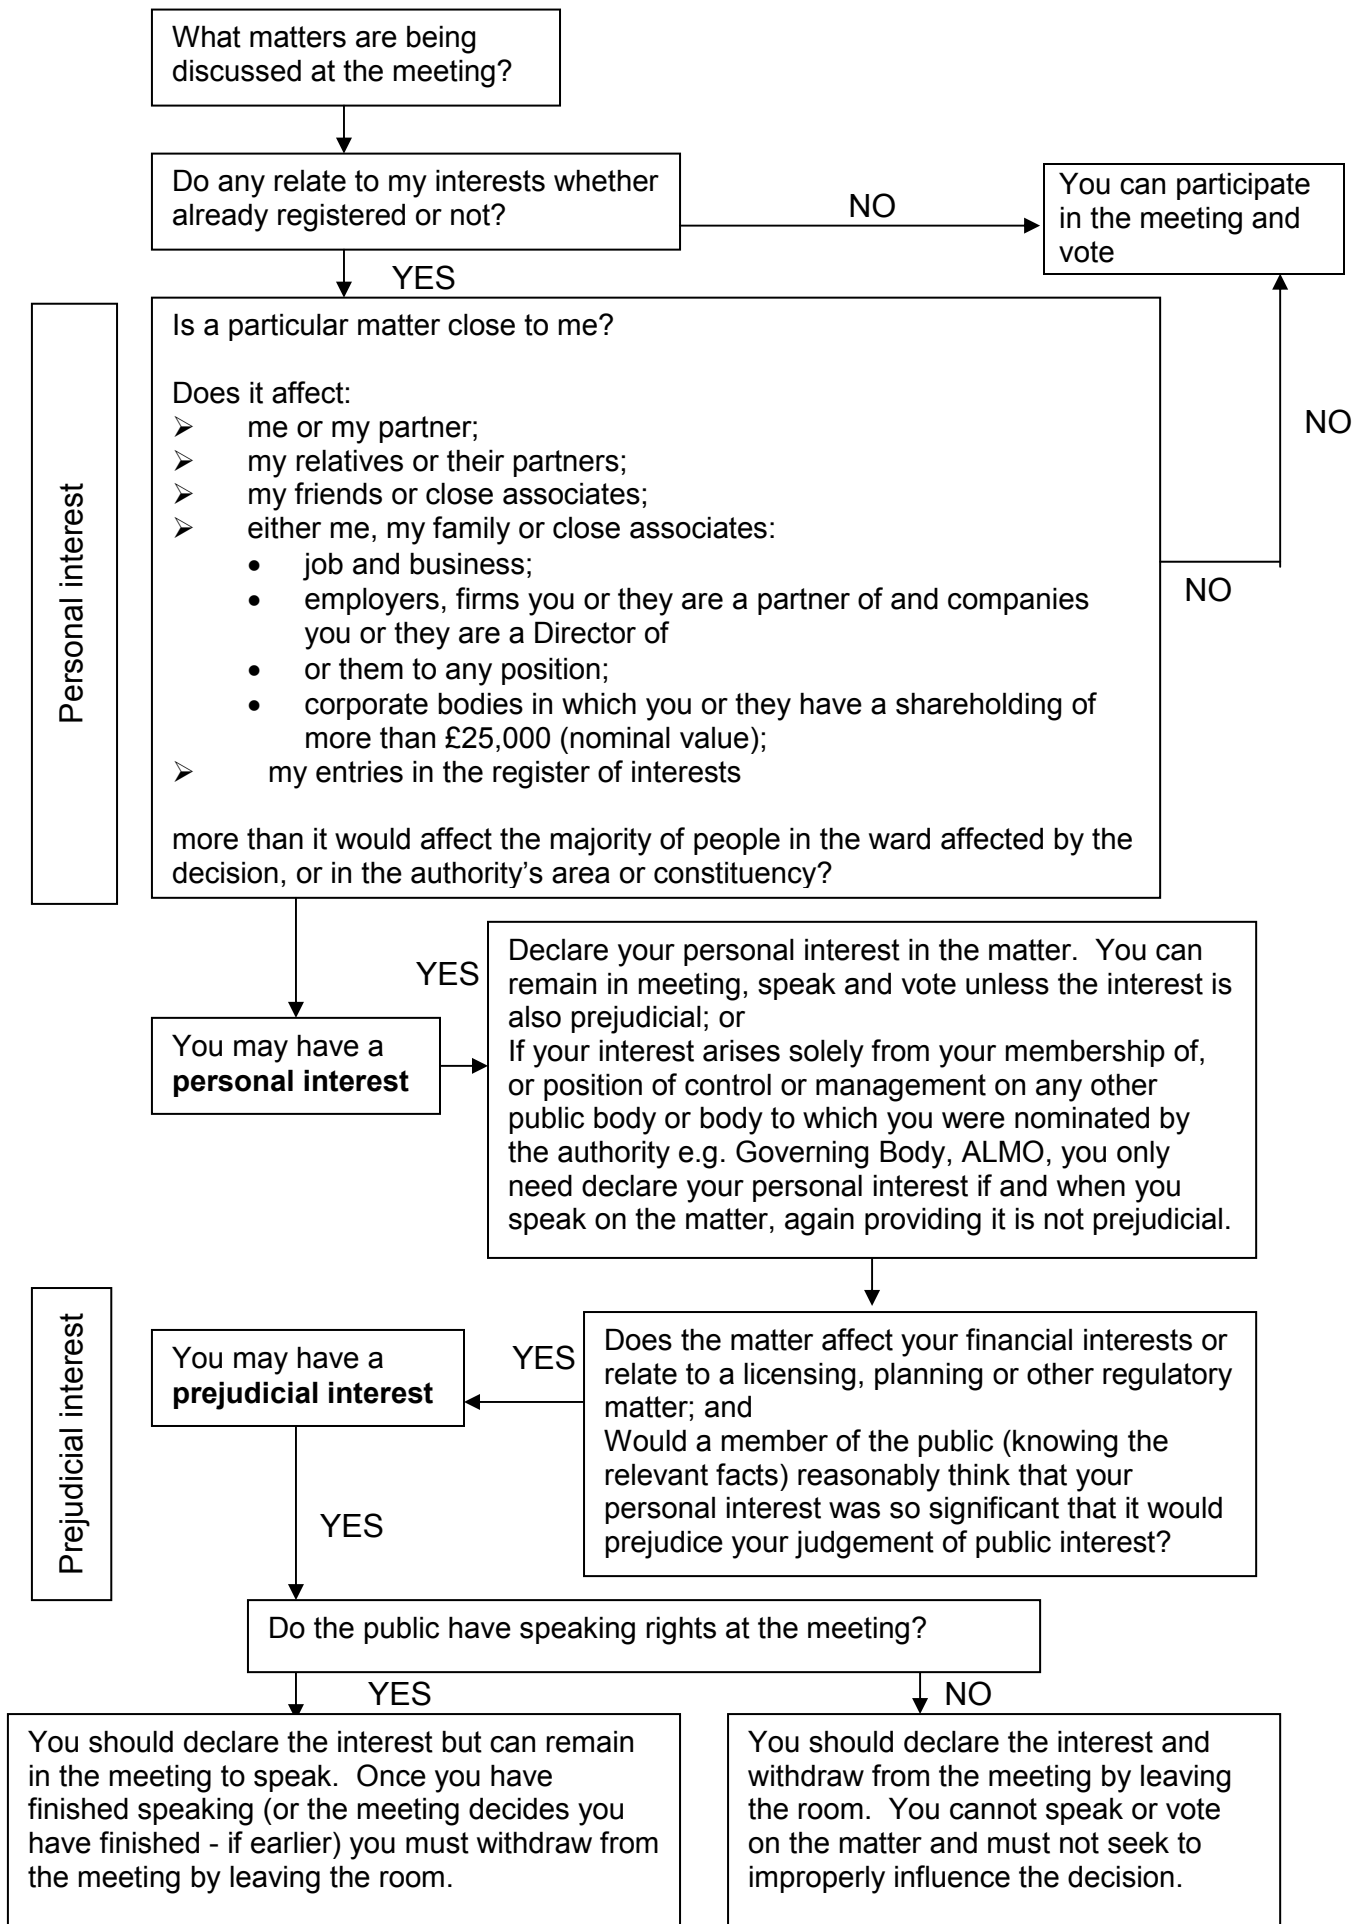 What matters are being
discussed at the meeting?
Do any relate to my interests whether
already registered or not?
NO
You can participate
in the meeting and
vote
YES
Personal interest
Is a particular matter close to me?
Does it affect:
➢ me or my partner;
➢ my relatives or their partners;
➢ my friends or close associates;
➢ either me, my family or close associates:
• job and business;
• employers, firms you or they are a partner of and companies
you or they are a Director of
• or them to any position;
• corporate bodies in which you or they have a shareholding of
more than £25,000 (nominal value);
➢ my entries in the register of interests
more than it would affect the majority of people in the ward affected by the
decision, or in the authority's area or constituency?
NO
NO
YES
You may have a
personal interest
Declare your personal interest in the matter. You can
remain in meeting, speak and vote unless the interest is
also prejudicial; or
If your interest arises solely from your membership of,
or position of control or management on any other
public body or body to which you were nominated by
the authority e.g. Governing Body, ALMO, you only
need declare your personal interest if and when you
speak on the matter, again providing it is not prejudicial.
Prejudicial interest
You may have a
prejudicial interest
YES
Does the matter affect your financial interests or
relate to a licensing, planning or other regulatory
matter; and
Would a member of the public (knowing the
relevant facts) reasonably think that your
personal interest was so significant that it would
prejudice your judgement of public interest?
YES
Do the public have speaking rights at the meeting?
YES
NO
You should declare the interest but can remain
in the meeting to speak. Once you have
finished speaking (or the meeting decides you
have finished - if earlier) you must withdraw from
the meeting by leaving the room.
You should declare the interest and
withdraw from the meeting by leaving
the room. You cannot speak or vote
on the matter and must not seek to
improperly influence the decision.